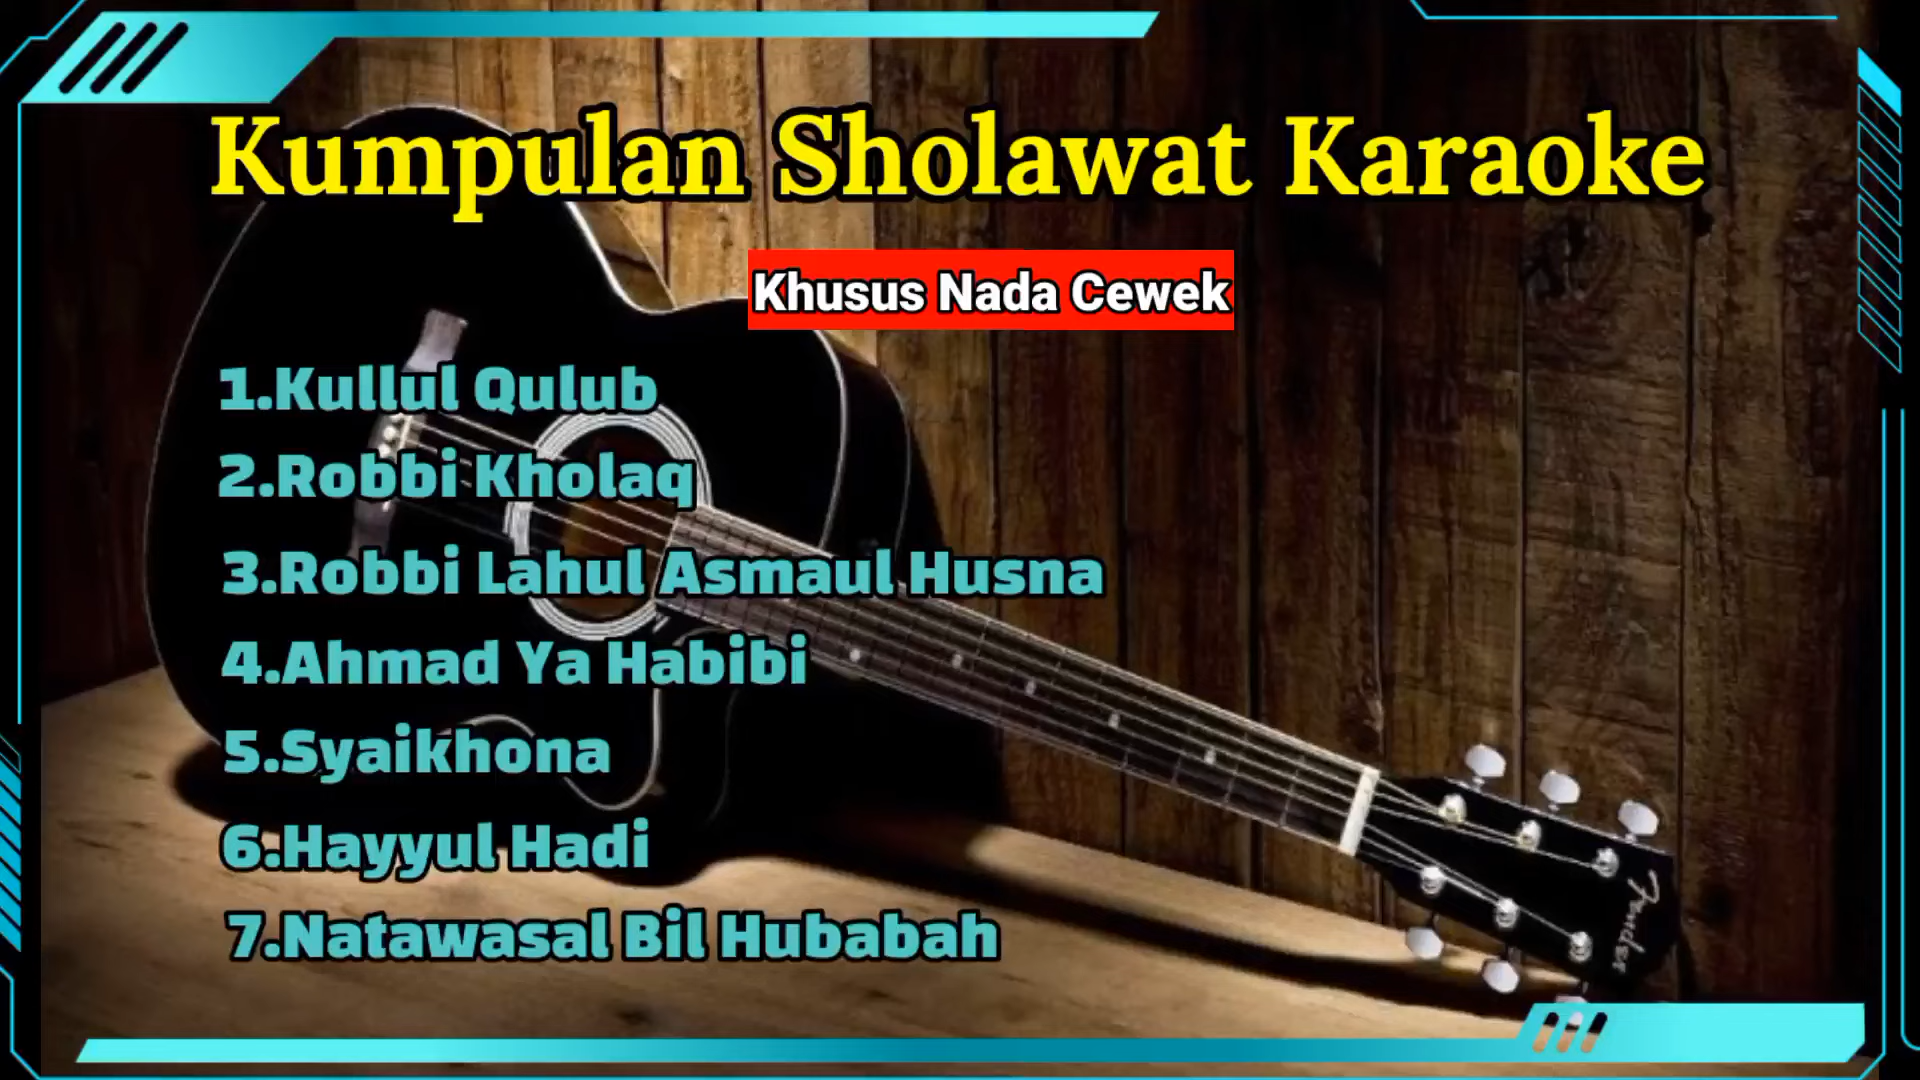 Kumpulan Sholawat Karaoke
Khusus Nada Cewek
1.Kullul Qulub
2.Robbi Kholaq
3.Robbi Lahul Asmaul Husna
4.Ahmad Ya Habibi
5.Syaikhona
6.Hayyul Hadi
7.Natawasal Bil Hubabah
Fender